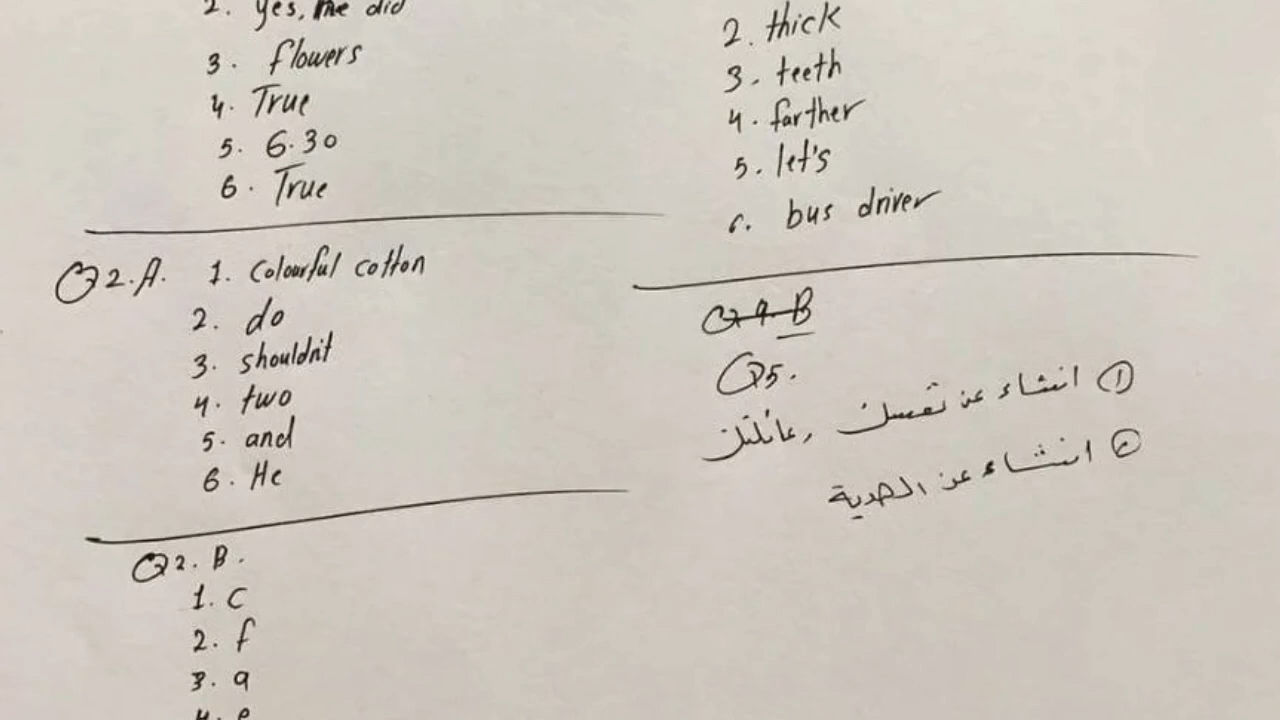 2. Yes, he did
3. flowers
4. True
5. 6.30
6. True
Q2.A. 1. Colourful cotton
2. do
3. shouldn't
4. two
5. and
6. He
Q2. B.
1. C
2. f
3. a
4. e
2. thick
3. teeth
4. farther
5. let's
6. bus driver
Q4.B
Q5.
① انشاء عن نفسك وعائلتك
② انشاء عن الهدية